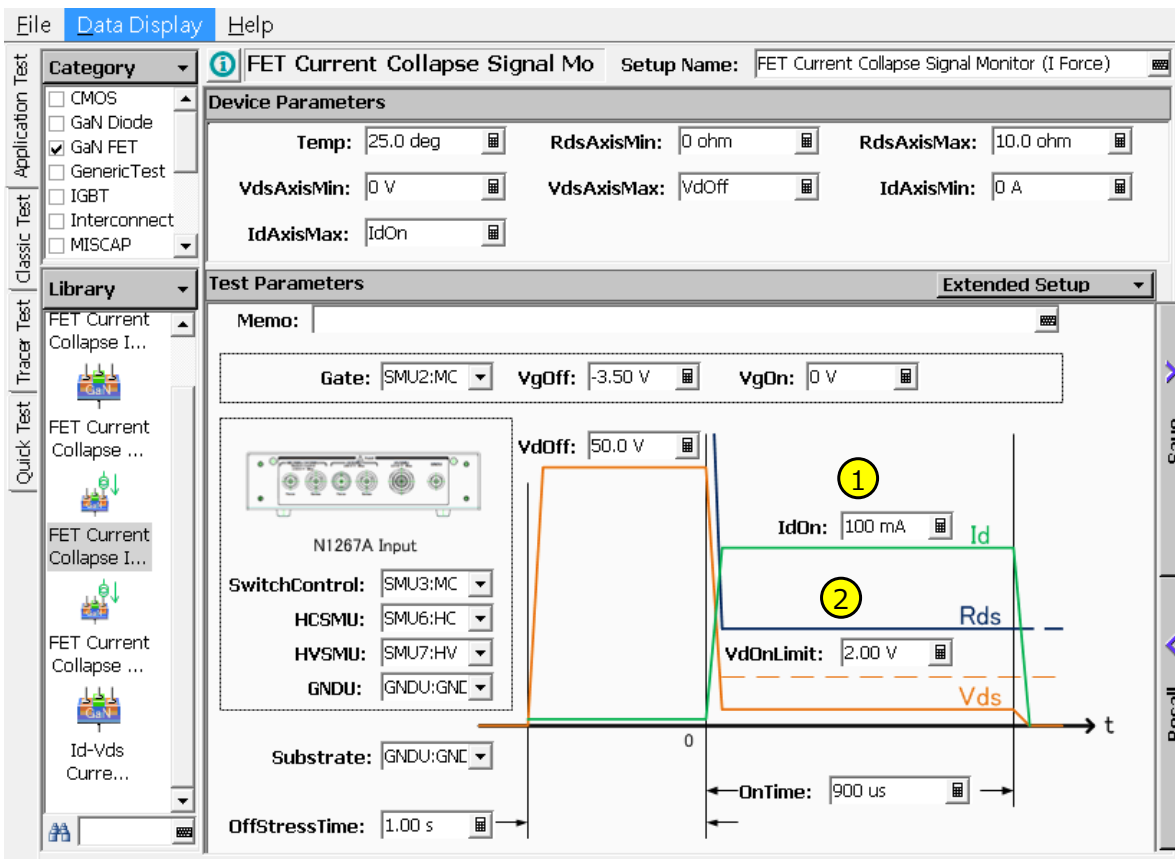 File Data Display Help
Application Test
Classic Test
Tracer Test
Quick Test
Category
CMOS
GaN Diode
GaN FET
GenericTest
IGBT
Interconnect
MISCAP
Library
FET Current
Collapse I...
GaN
FET Current
Collapse ...
FET Current
Collapse I...
FET Current
Collapse ...
GaN
Id-Vds
Curre...
FET Current Collapse Signal Mo Setup Name: FET Current Collapse Signal Monitor (I Force)
Device Parameters
Temp: 25.0 deg RdsAxisMin: 0 ohm RdsAxisMax: 10.0 ohm
VdsAxisMin: 0 V VdsAxisMax: VdOff IdAxisMin: 0 A
IdAxisMax: IdOn
Test Parameters Extended Setup
Memo:
Gate: SMU2:MC VgOff: -3.50 V VgOn: 0 V
VdOff: 50.0 V
1
IdOn: 100 mA Id
N1267A Input
SwitchControl: SMU3:MC
HCSMU: SMU6:HC
HVSMU: SMU7:HV
GNDU: GNDU:GNE
2
Rds
VdOnLimit: 2.00 V
Vds
t
0
Substrate: GNDU:GNE
OnTime: 900 us
OffStressTime: 1.00 s